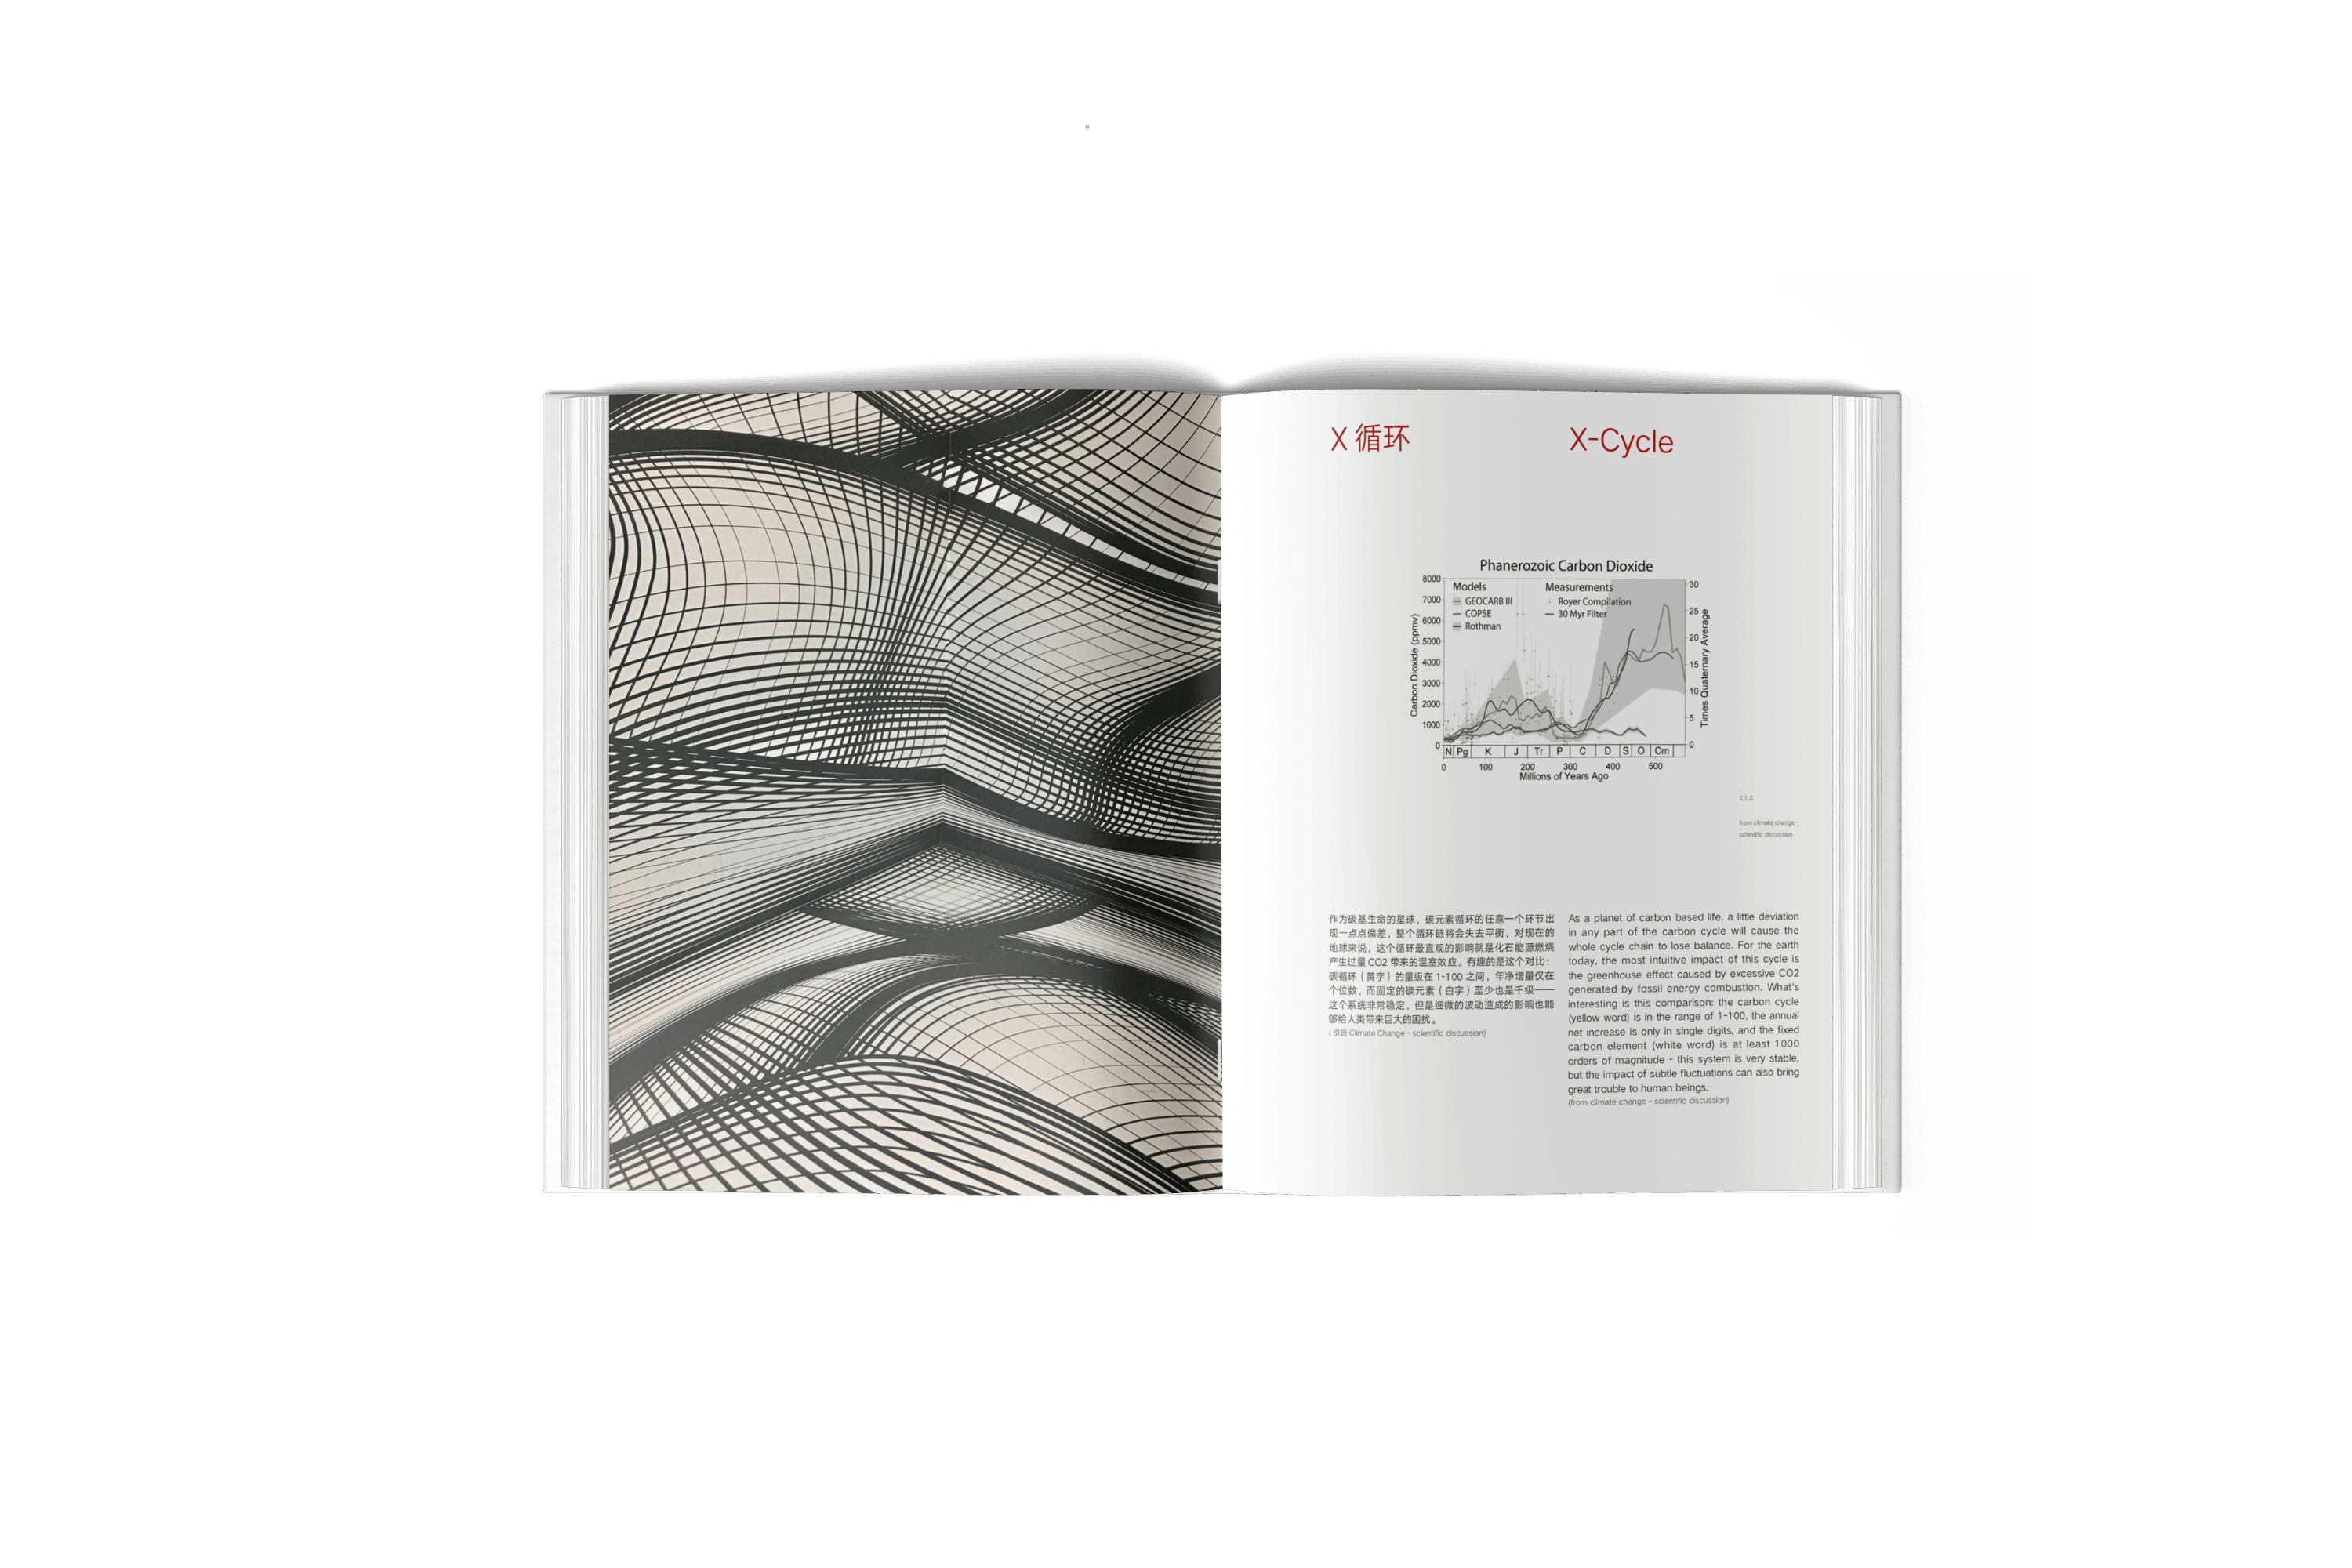 X 循环
X-Cycle
Phanerozoic Carbon Dioxide
Models
Measurements
GEOCARB III
Royer Compilation
COPSE
30 Myr Filter
Rothman
8000
7000
6000
5000
4000
3000
2000
1000
0
Carbon Dioxide (ppmv)
30
25
20
15
10
5
0
Times Quaternary Average
N Pg K J Tr P C D S O Cm
0 100 200 300 400 500
Millions of Years Ago
2.1.2.
from climate change -
scientific discussion
作为碳基生命的星球，碳元素循环的任意一个环节出
现一点点偏差，整个循环链将会失去平衡，对现在的
地球来说，这个循环最直观的影响就是化石能源燃烧
产生过量 CO2 带来的温室效应。有趣的是这个对比：
碳循环（黄字）的量级在 1-100 之间，年净增量仅在
个位数，而固定的碳元素（白字）至少也是千级——
这个系统非常稳定，但是细微的波动造成的影响也能
够给人类带来巨大的困扰。
(引自 Climate Change - scientific discussion)
As a planet of carbon based life, a little deviation
in any part of the carbon cycle will cause the
whole cycle chain to lose balance. For the earth
today, the most intuitive impact of this cycle is
the greenhouse effect caused by excessive CO2
generated by fossil energy combustion. What's
interesting is this comparison: the carbon cycle
(yellow word) is in the range of 1-100, the annual
net increase is only in single digits, and the fixed
carbon element (white word) is at least 1000
orders of magnitude - this system is very stable,
but the impact of subtle fluctuations can also bring
great trouble to human beings.
(from climate change - scientific discussion)